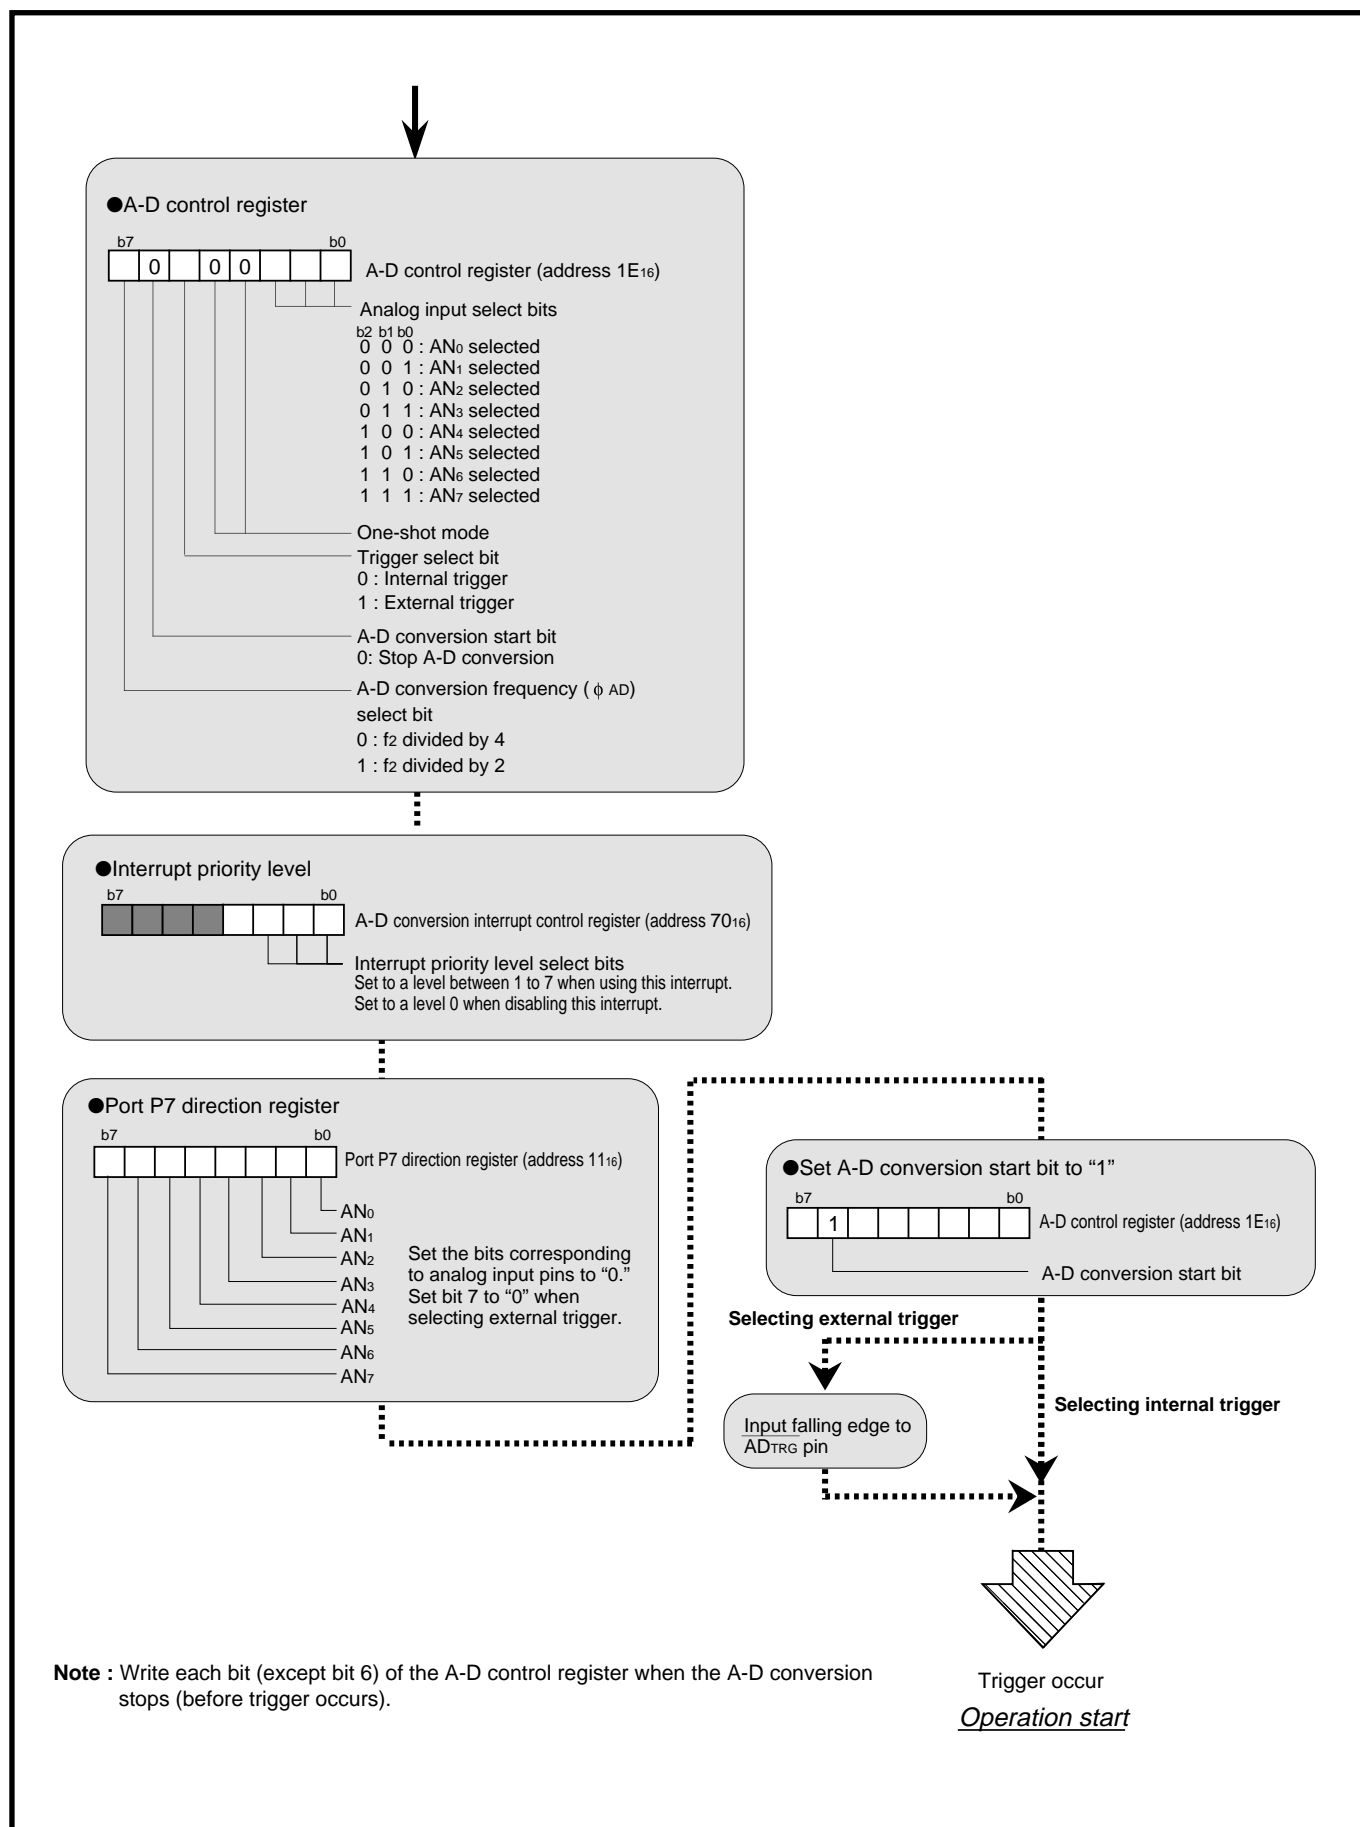 ●A-D control register
b7 b0
0 0 0
A-D control register (address 1E16)
Analog input select bits
b2 b1 b0
0 0 0 : AN0 selected
0 0 1 : AN1 selected
0 1 0 : AN2 selected
0 1 1 : AN3 selected
1 0 0 : AN4 selected
1 0 1 : AN5 selected
1 1 0 : AN6 selected
1 1 1 : AN7 selected
One-shot mode
Trigger select bit
0 : Internal trigger
1 : External trigger
A-D conversion start bit
0: Stop A-D conversion
A-D conversion frequency ( ϕ AD)
select bit
0 : f2 divided by 4
1 : f2 divided by 2
●Interrupt priority level
b7 b0
A-D conversion interrupt control register (address 7016)
Interrupt priority level select bits
Set to a level between 1 to 7 when using this interrupt.
Set to a level 0 when disabling this interrupt.
●Port P7 direction register
b7 b0
Port P7 direction register (address 1116)
AN0
AN1
AN2
AN3
AN4
AN5
AN6
AN7
Set the bits corresponding
to analog input pins to “0.”
Set bit 7 to “0” when
selecting external trigger.
●Set A-D conversion start bit to “1”
b7 b0
1
A-D control register (address 1E16)
A-D conversion start bit
Selecting external trigger
Input falling edge to
ADTRG pin
Selecting internal trigger
Trigger occur
Operation start
Note : Write each bit (except bit 6) of the A-D control register when the A-D conversion
stops (before trigger occurs).